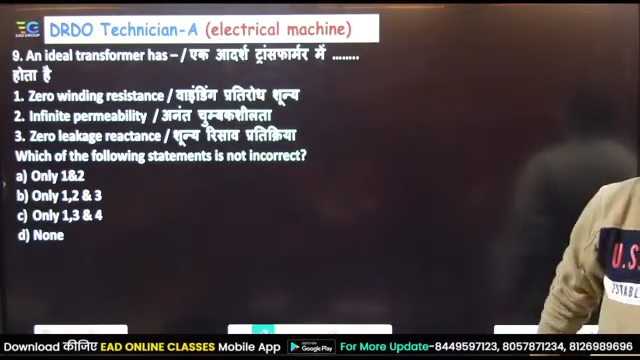 EG
EAD GROUP
DRDO Technician-A (electrical machine)
9. An ideal transformer has – / एक आदर्श ट्रांसफार्मर में ........
होता है
1. Zero winding resistance / वाइंडिंग प्रतिरोध शून्य
2. Infinite permeability / अनंत चुम्बकशीलता
3. Zero leakage reactance / शून्य रिसाव प्रतिक्रिया
Which of the following statements is not incorrect?
a) Only 1&2
b) Only 1,2 & 3
c) Only 1,3 & 4
d) None
U.S.
ESTABL
Download कीजिए EAD ONLINE CLASSES Mobile App Google Play For More Update-8449597123, 8057871234, 8126989696